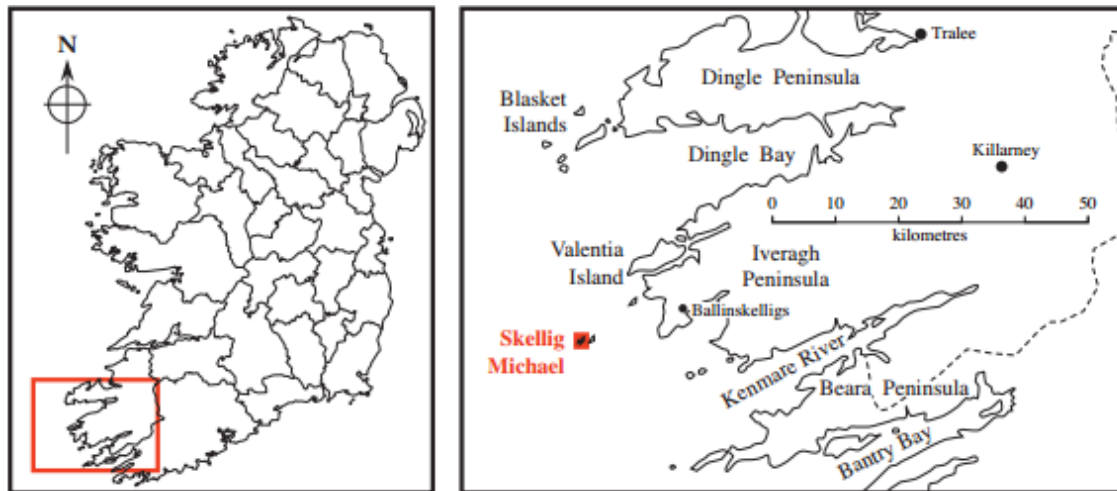 N
Tralee
Dingle Peninsula
Blasket
Islands
Dingle Bay
Killarney
0 10 20 30 40 50
kilometres
Valentia
Island
Iveragh
Peninsula
Ballinskelligs
Skellig
Michael
Kenmare River
Beara Peninsula
Bantry Bay